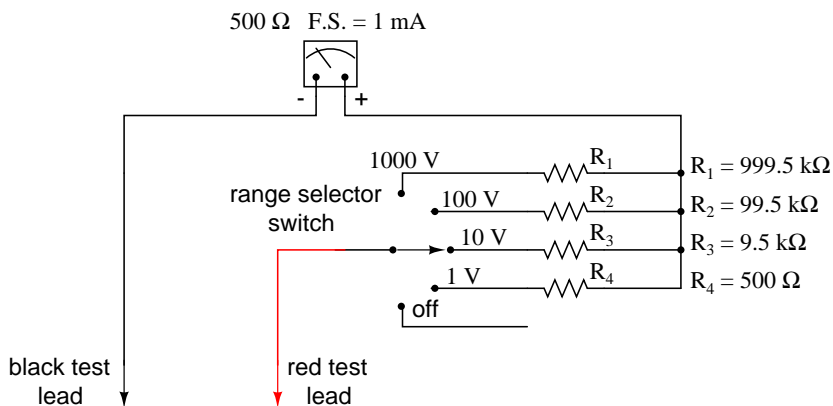 500 Ω F.S. = 1 mA
- +
1000 V R₁ R₁ = 999.5 kΩ
range selector
switch
100 V R₂ R₂ = 99.5 kΩ
10 V R₃ R₃ = 9.5 kΩ
1 V R₄ R₄ = 500 Ω
off
black test
lead
red test
lead